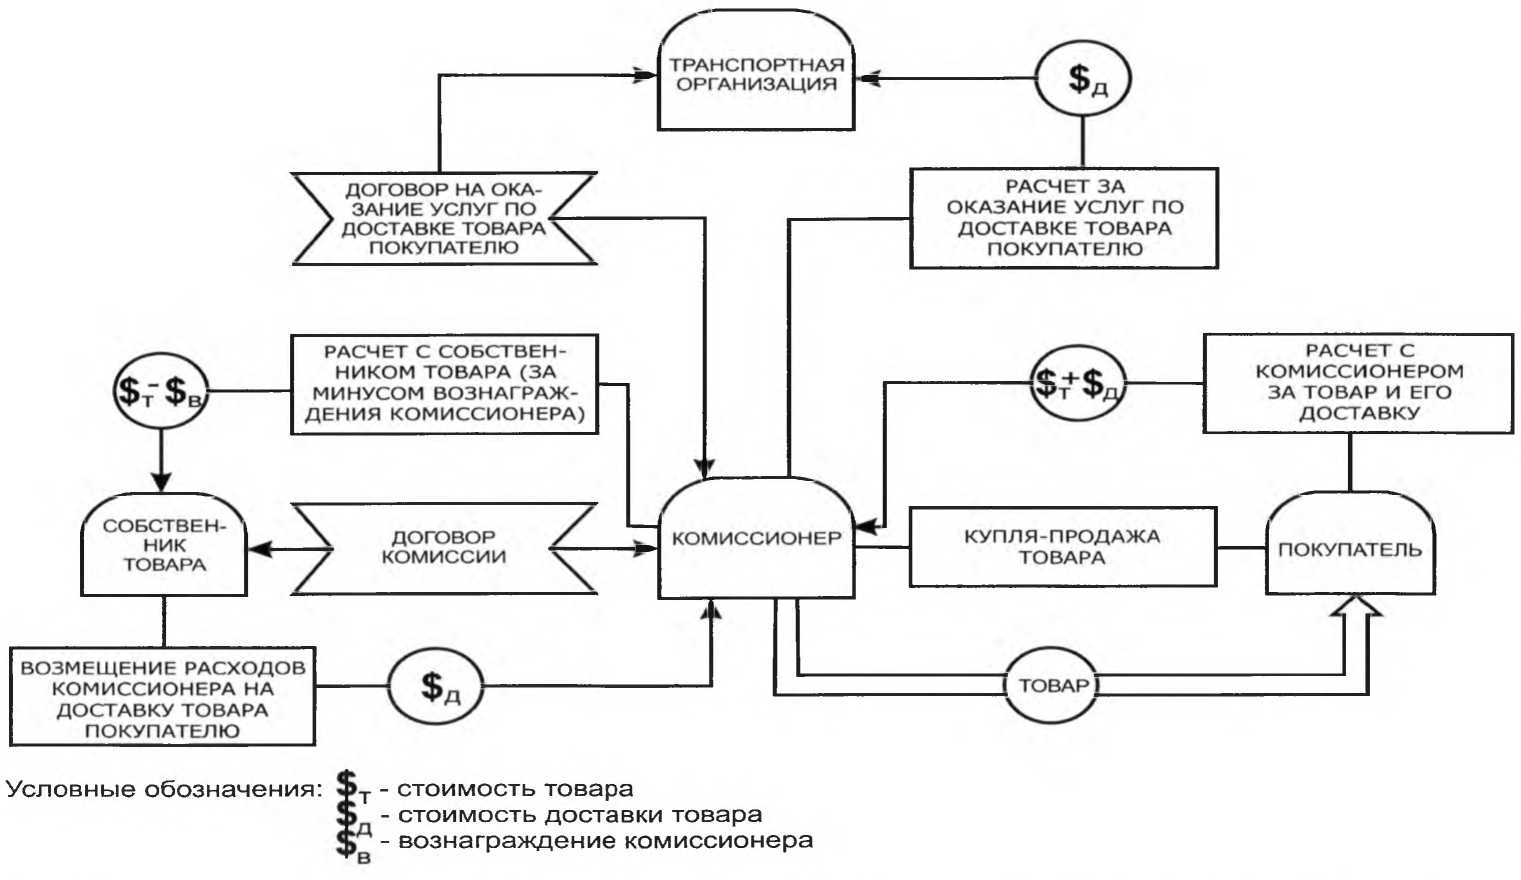 ТРАНСПОРТНАЯ
ОРГАНИЗАЦИЯ
$д
ДОГОВОР НА ОКА-
ЗАНИЕ УСЛУГ ПО
ДОСТАВКЕ ТОВАРА
ПОКУПАТЕЛЮ
РАСЧЕТ ЗА
ОКАЗАНИЕ УСЛУГ ПО
ДОСТАВКЕ ТОВАРА
ПОКУПАТЕЛЮ
$т - $в
РАСЧЕТ С СОБСТВЕН-
НИКОМ ТОВАРА (ЗА
МИНУСОМ ВОЗНАГРАЖ-
ДЕНИЯ КОМИССИОНЕРА)
$т + $д
РАСЧЕТ С
КОМИССИОНЕРОМ
ЗА ТОВАР И ЕГО
ДОСТАВКУ
СОБСТВЕН-
НИК
ТОВАРА
ДОГОВОР
КОМИССИИ
КОМИССИОНЕР
КУПЛЯ-ПРОДАЖА
ТОВАРА
ПОКУПАТЕЛЬ
ВОЗМЕЩЕНИЕ РАСХОДОВ
КОМИССИОНЕРА НА
ДОСТАВКУ ТОВАРА
ПОКУПАТЕЛЮ
$д
ТОВАР
Условные обозначения: $т - стоимость товара
$д - стоимость доставки товара
$в - вознаграждение комиссионера